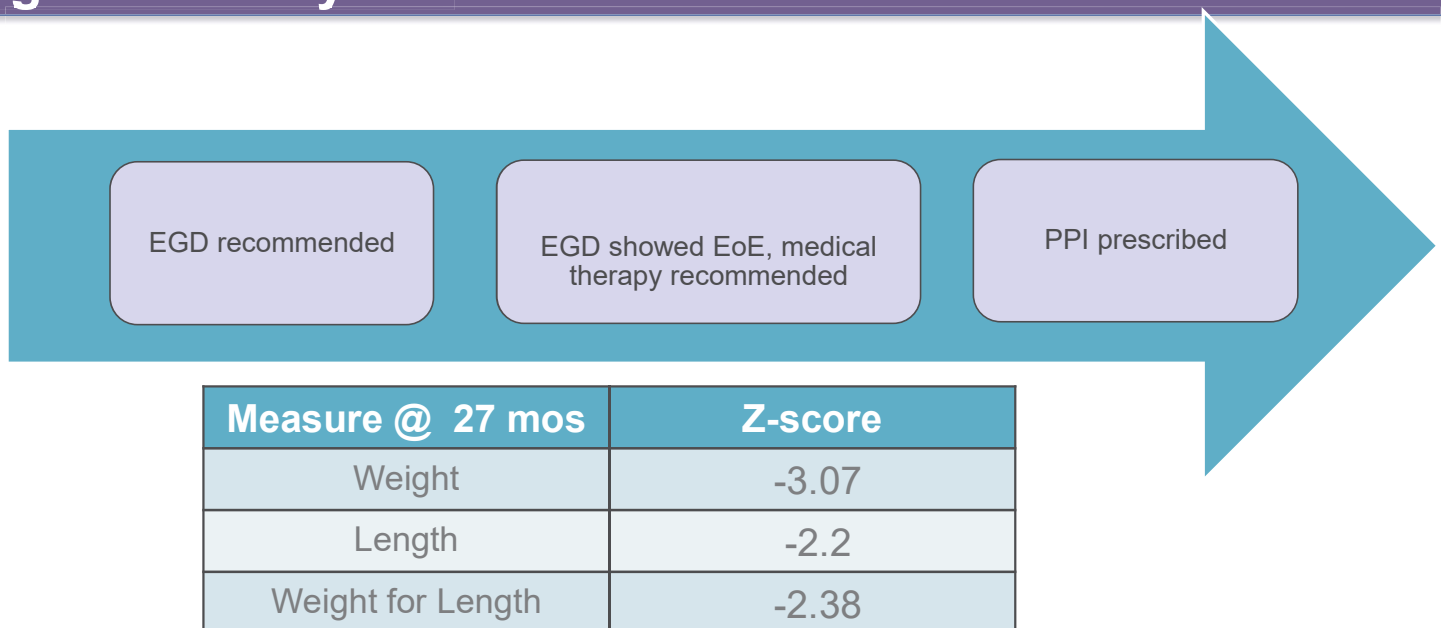 EGD recommended
EGD showed EoE, medical
therapy recommended
PPI prescribed
Measure @ 27 mos Z-score
Weight -3.07
Length -2.2
Weight for Length -2.38